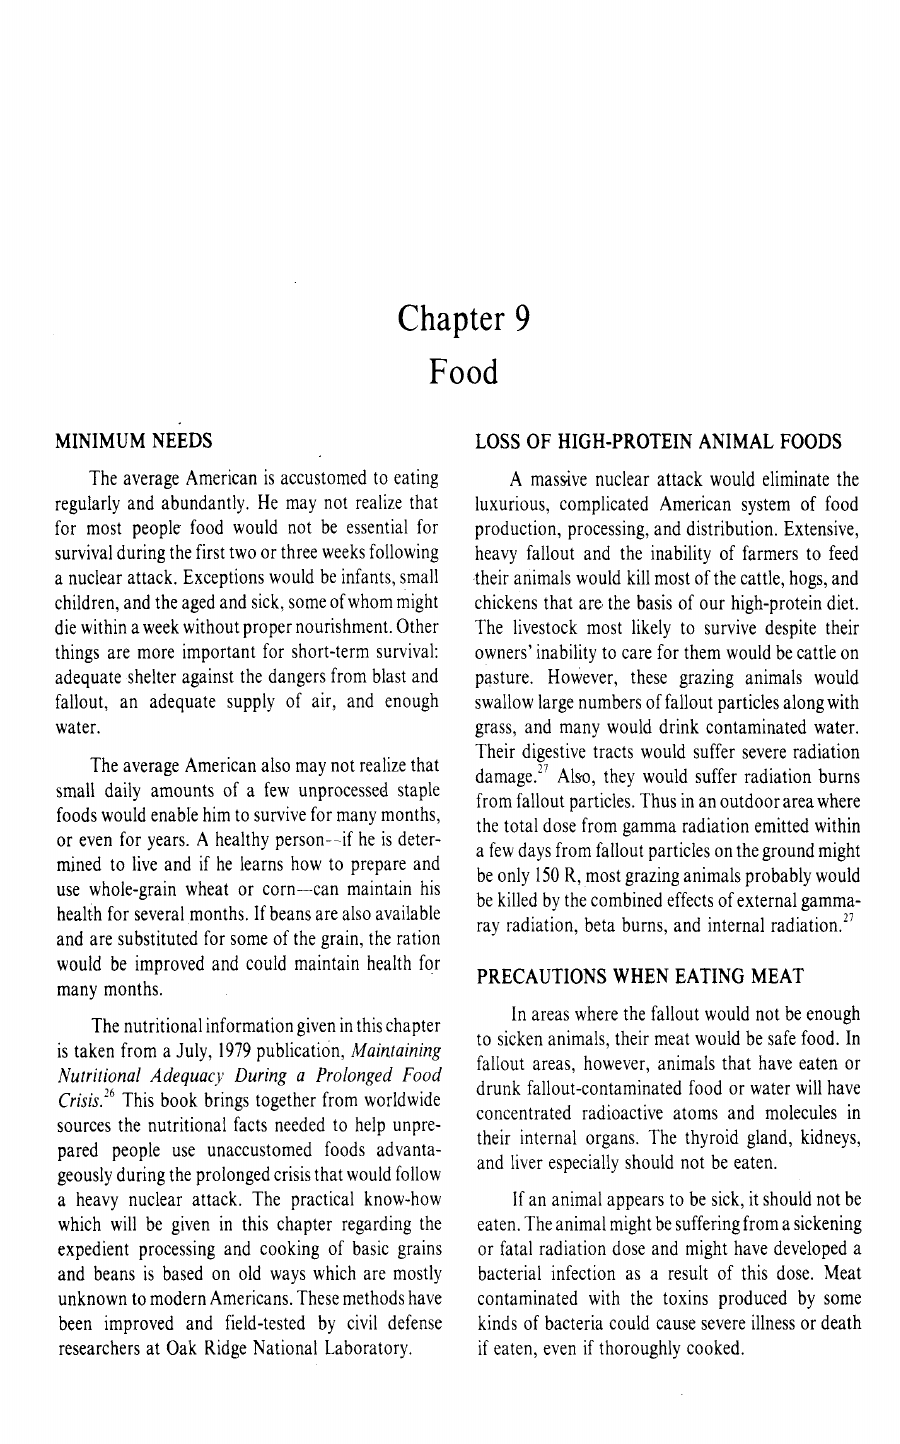 Chapter 9
Food
MINIMUM NEEDS
The average American is accustomed to eating
regularly and abundantly. He may not realize that
for most people food would not be essential for
survival during the first two or three weeks following
a nuclear attack. Exceptions would be infants, small
children, and the aged and sick, some of whom might
die within a week without proper nourishment. Other
things are more important for short-term survival:
adequate shelter against the dangers from blast and
fallout, an adequate supply of air, and enough
water.
The average American also may not realize that
small daily amounts of a few unprocessed staple
foods would enable him to survive for many months,
or even for years. A healthy person--if he is deter-
mined to live and if he learns how to prepare and
use whole-grain wheat or corn—can maintain his
health for several months. If beans are also available
and are substituted for some of the grain, the ration
would be improved and could maintain health for
many months.
The nutritional information given in this chapter
is taken from a July, 1979 publication, Maintaining
Nutritional Adequacy During a Prolonged Food
Crisis.26 This book brings together from worldwide
sources the nutritional facts needed to help unpre-
pared people use unaccustomed foods advanta-
geously during the prolonged crisis that would follow
a heavy nuclear attack. The practical know-how
which will be given in this chapter regarding the
expedient processing and cooking of basic grains
and beans is based on old ways which are mostly
unknown to modern Americans. These methods have
been improved and field-tested by civil defense
researchers at Oak Ridge National Laboratory.
LOSS OF HIGH-PROTEIN ANIMAL FOODS
A massive nuclear attack would eliminate the
luxurious, complicated American system of food
production, processing, and distribution. Extensive,
heavy fallout and the inability of farmers to feed
their animals would kill most of the cattle, hogs, and
chickens that are the basis of our high-protein diet.
The livestock most likely to survive despite their
owners' inability to care for them would be cattle on
pasture. However, these grazing animals would
swallow large numbers of fallout particles along with
grass, and many would drink contaminated water.
Their digestive tracts would suffer severe radiation
damage.27 Also, they would suffer radiation burns
from fallout particles. Thus in an outdoor area where
the total dose from gamma radiation emitted within
a few days from fallout particles on the ground might
be only 150 R, most grazing animals probably would
be killed by the combined effects of external gamma-
ray radiation, beta burns, and internal radiation.27
PRECAUTIONS WHEN EATING MEAT
In areas where the fallout would not be enough
to sicken animals, their meat would be safe food. In
fallout areas, however, animals that have eaten or
drunk fallout-contaminated food or water will have
concentrated radioactive atoms and molecules in
their internal organs. The thyroid gland, kidneys,
and liver especially should not be eaten.
If an animal appears to be sick, it should not be
eaten. The animal might be suffering from a sickening
or fatal radiation dose and might have developed a
bacterial infection as a result of this dose. Meat
contaminated with the toxins produced by some
kinds of bacteria could cause severe illness or death
if eaten, even if thoroughly cooked.